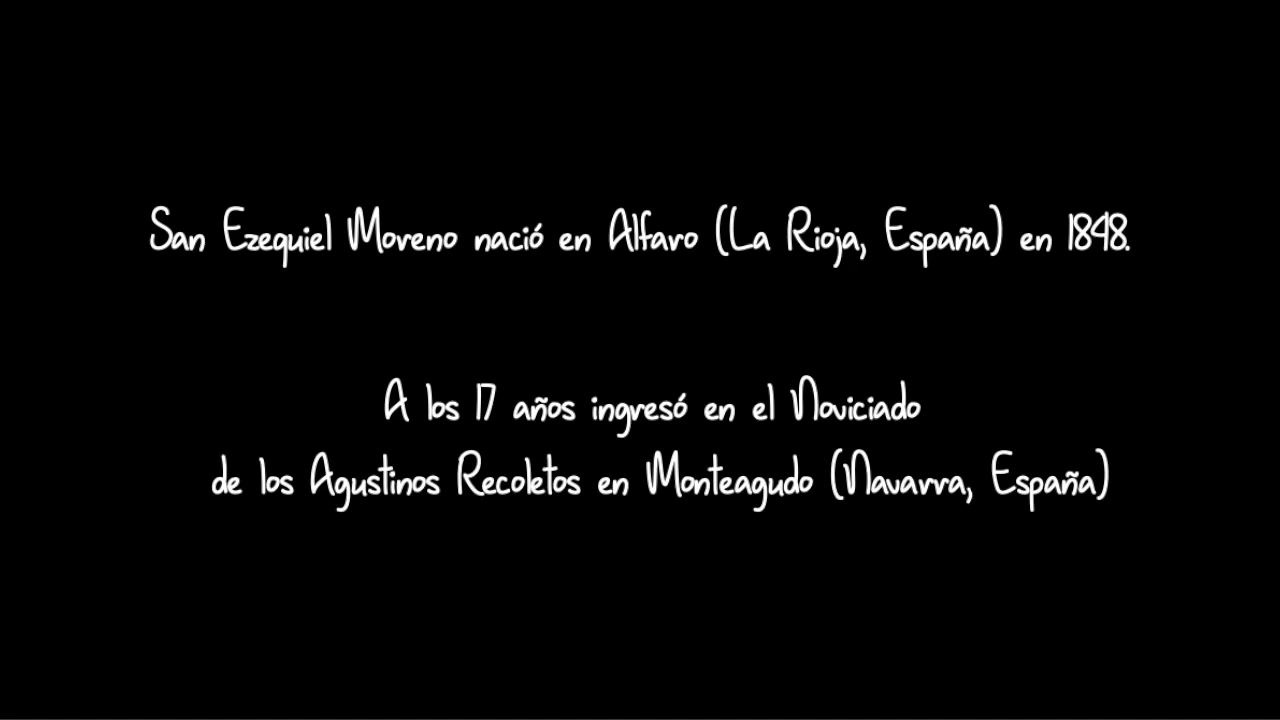 San Ezequiel Moreno nació en Alfaro (La Rioja, España) en 1848.
A los 17 años ingresó en el Noviciado
de los Agustinos Recoletos en Monteagudo (Navarra, España)